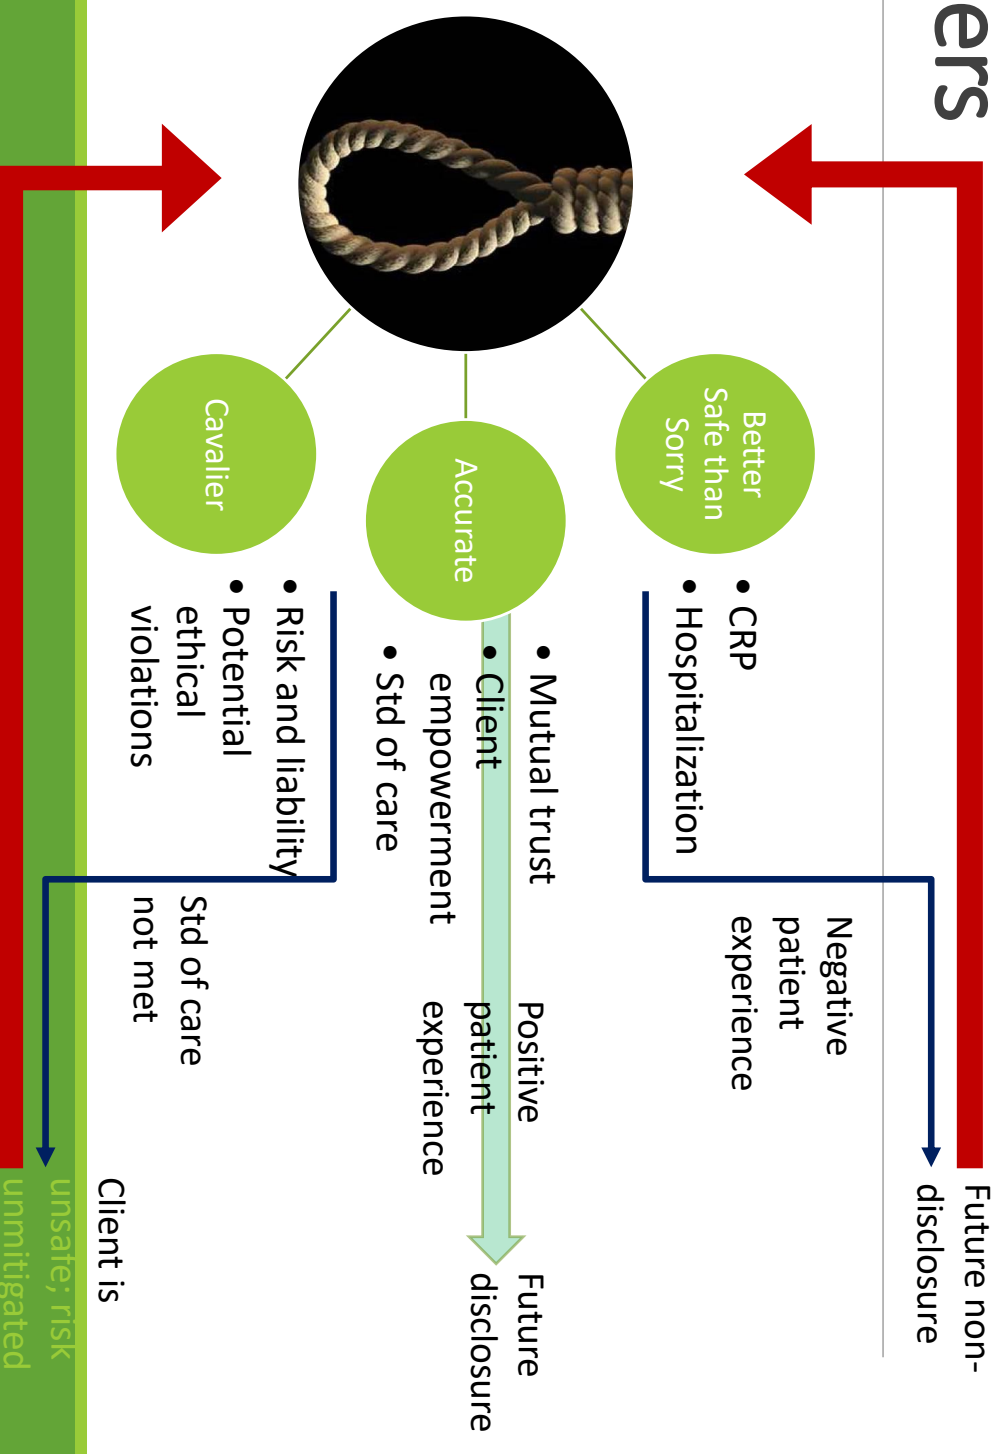 ers
Better
Safe than
Sorry
• CRP
• Hospitalization
Negative
patient
experience
Future non-
disclosure
Accurate
• Mutual trust
• Client
empowerment
• Std of care
Positive
patient
experience
Future
disclosure
Cavalier
• Risk and liability
• Potential
ethical
violations
Std of care
not met
Client is
unsafe; risk
unmitigated